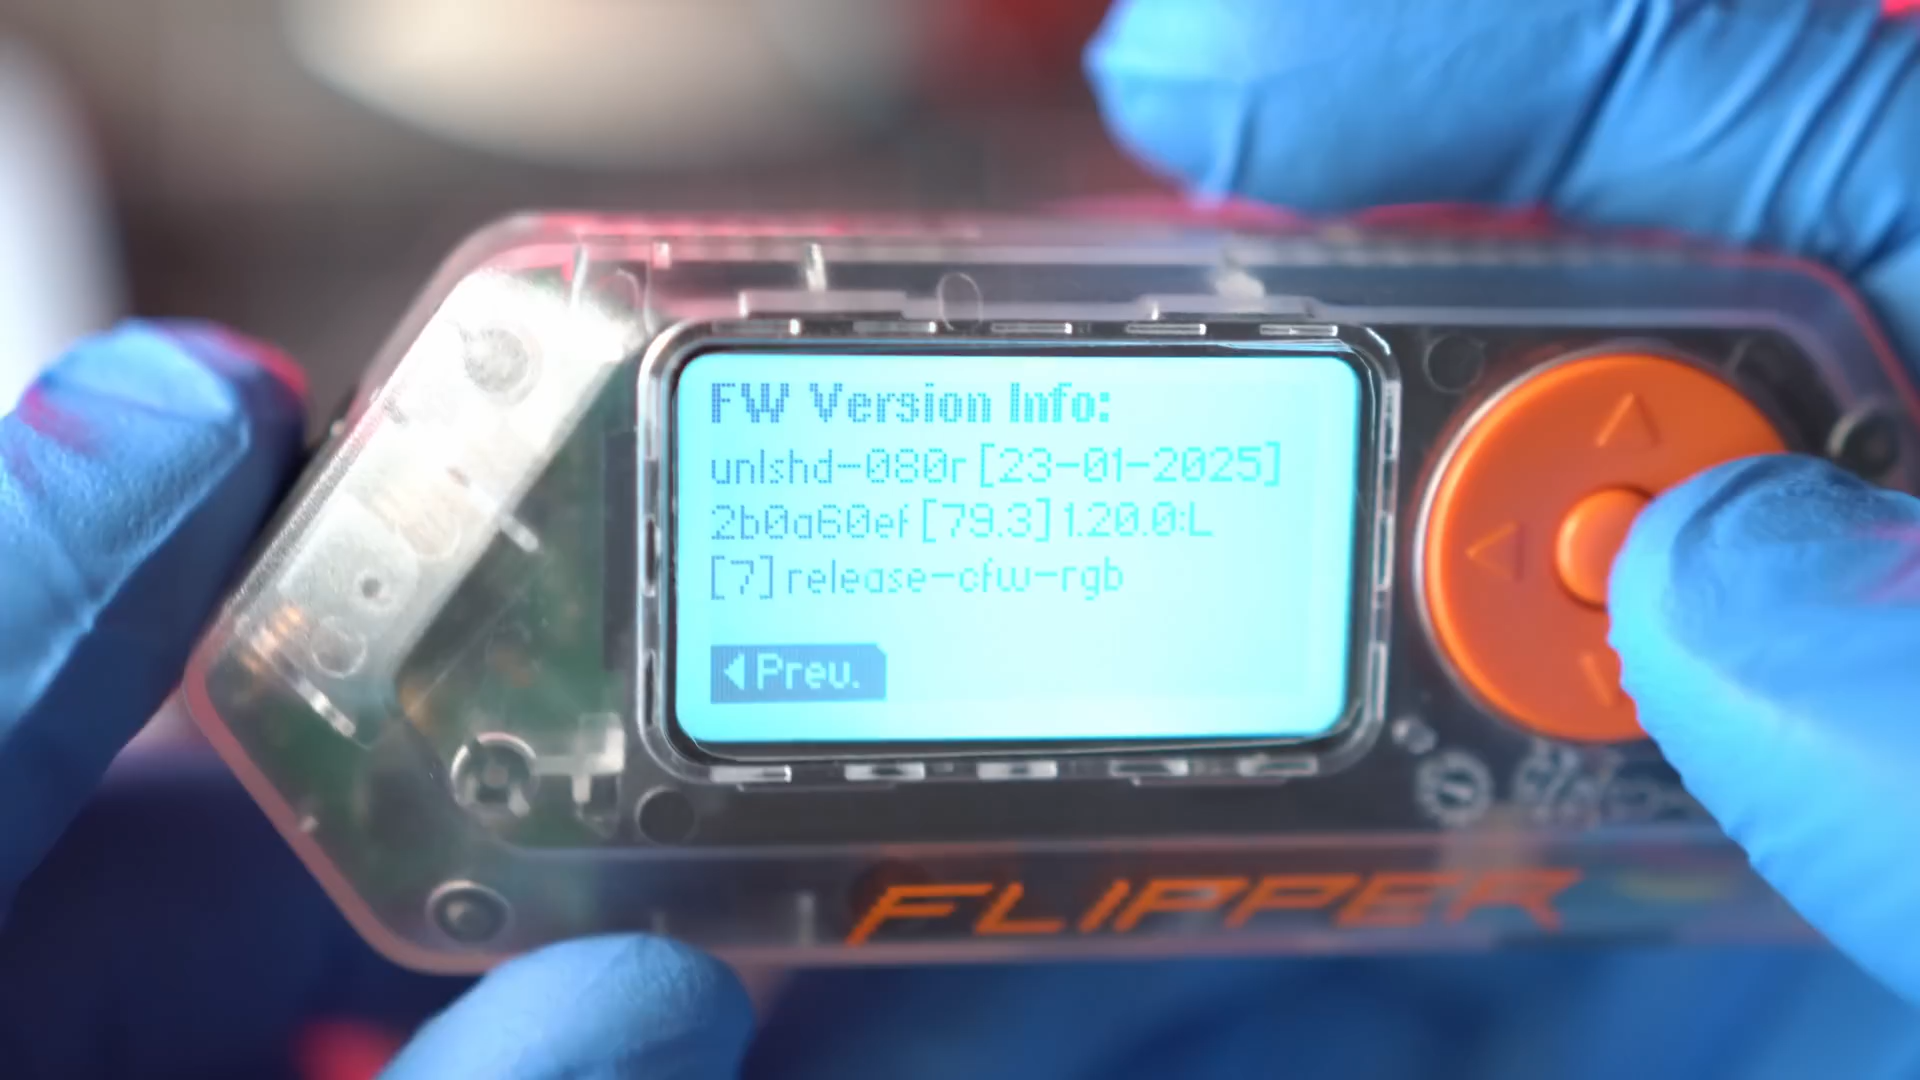 FW Version Info:
unlshd-080r [23-01-2025]
2b0a60ef [79.3] 1.20.0:L
[7] release-cfw-rgb
Prev.
FLIPPER